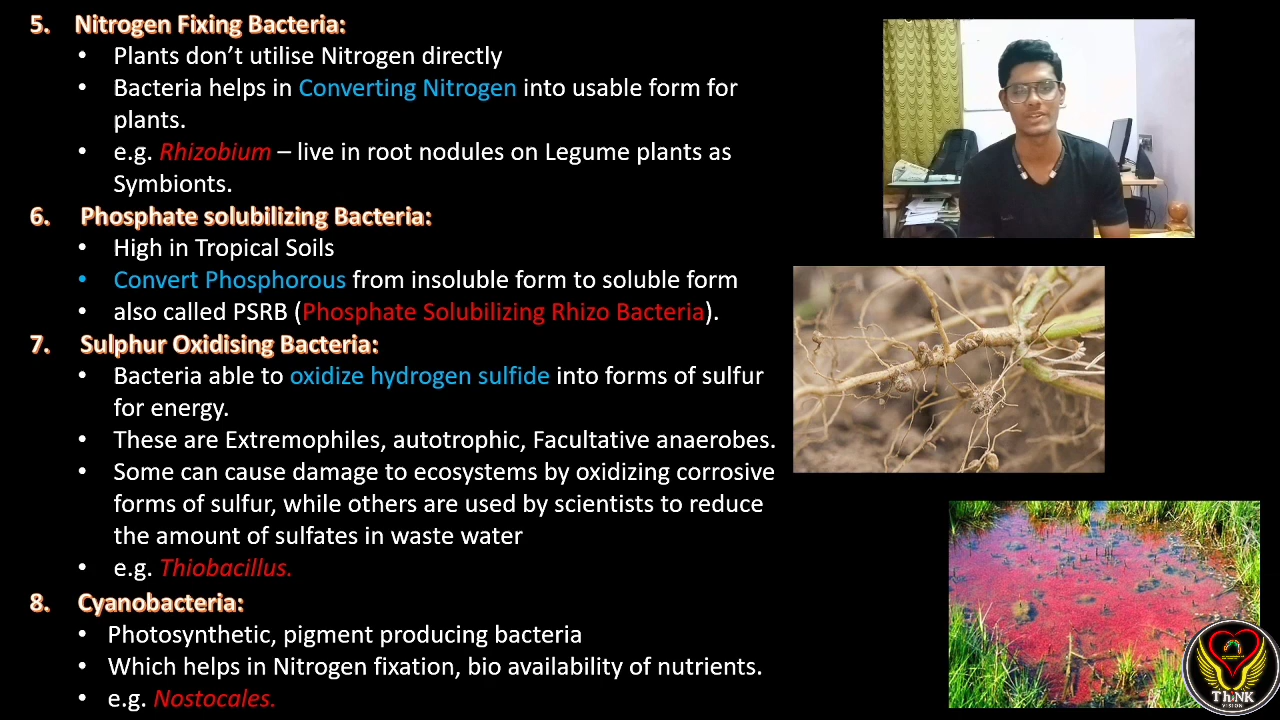 5. Nitrogen Fixing Bacteria:
• Plants don’t utilise Nitrogen directly
• Bacteria helps in Converting Nitrogen into usable form for
plants.
• e.g. Rhizobium – live in root nodules on Legume plants as
Symbionts.
6. Phosphate solubilizing Bacteria:
• High in Tropical Soils
• Convert Phosphorous from insoluble form to soluble form
• also called PSRB (Phosphate Solubilizing Rhizo Bacteria).
7. Sulphur Oxidising Bacteria:
• Bacteria able to oxidize hydrogen sulfide into forms of sulfur
for energy.
• These are Extremophiles, autotrophic, Facultative anaerobes.
• Some can cause damage to ecosystems by oxidizing corrosive
forms of sulfur, while others are used by scientists to reduce
the amount of sulfates in waste water
• e.g. Thiobacillus.
8. Cyanobacteria:
• Photosynthetic, pigment producing bacteria
• Which helps in Nitrogen fixation, bio availability of nutrients.
• e.g. Nostocales.
ThiNK
VISION